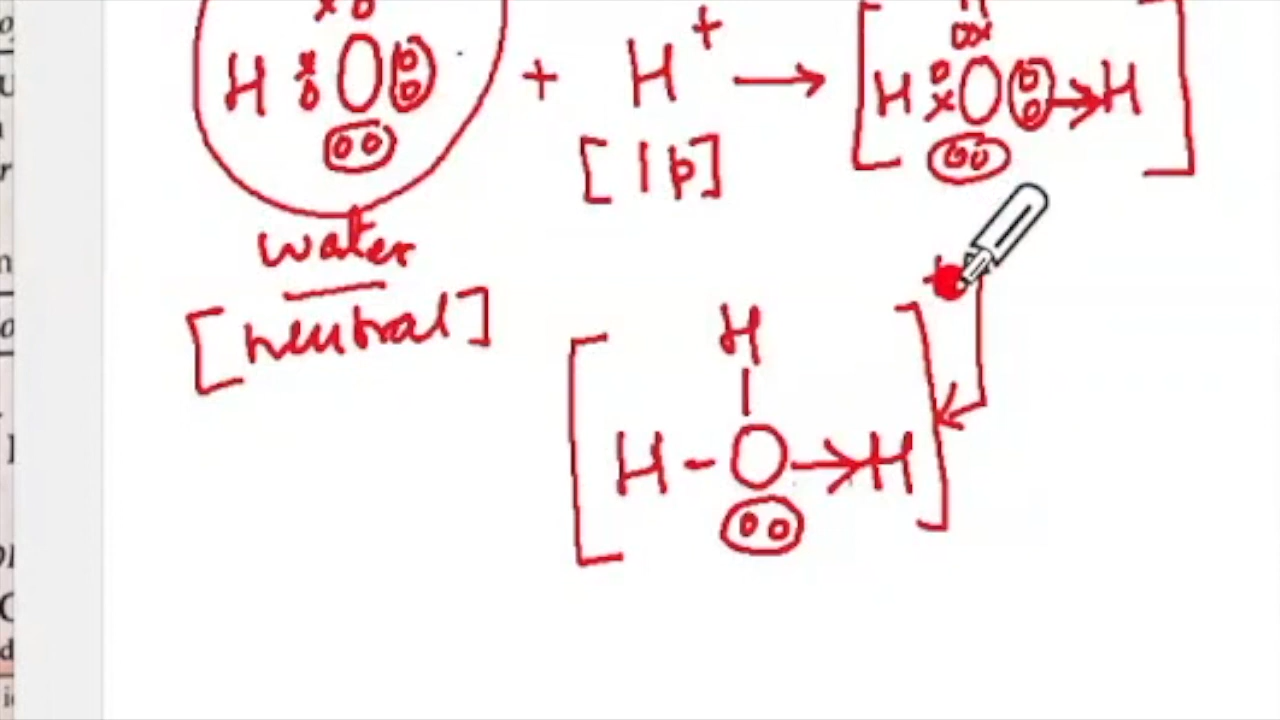 x o
H x o O o o + H + → [ H o x O o o → H ]
o o [ 1p ] o o
water
[neutral] +
[ H
H - O → H ]
o o